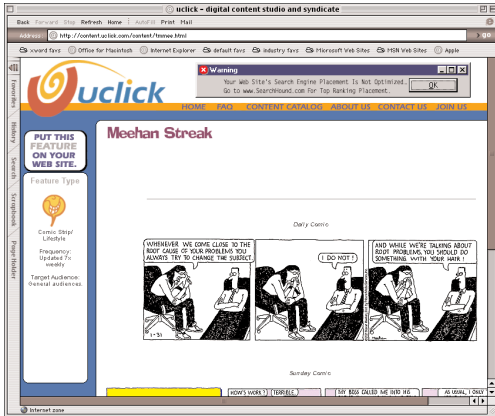 uclick - digital content studio and syndicate
Back Forward Stop Refresh Home AutoFill Print Mail
Address: http://content.uclick.com/content/tmmee.html go
xword favs Office for Macintosh Internet Explorer default favs industry favs Microsoft Web Sites MSN Web Sites Apple
Favorites
History
Search
Scrapbook
Page Holder
uclick
Warning
Your Web Site's Search Engine Placement Is Not Optimized.
Go to www.SearchHound.com For Top Ranking Placement.
OK
HOME FAQ CONTENT CATALOG ABOUT US CONTACT US JOIN US
PUT THIS
FEATURE
ON YOUR
WEB SITE.
Feature Type
Comic Strip/
Lifestyle
Frequency:
Updated 7x
weekly
Target Audience:
General audiences
Meehan Streak
Daily Comic
WHENEVER WE COME CLOSE TO THE
ROOT CAUSE OF YOUR PROBLEMS YOU
ALWAYS TRY TO CHANGE THE SUBJECT.
1-31
I DO NOT!
AND WHILE WE'RE TALKING ABOUT
ROOT PROBLEMS, YOU SHOULD DO
SOMETHING WITH YOUR HAIR!
Sunday Comic
HOW'S WORK?
TERRIBLE.
MY BOSS CALLED ME INTO HIS
AS USUAL, I ONLY
Internet zone